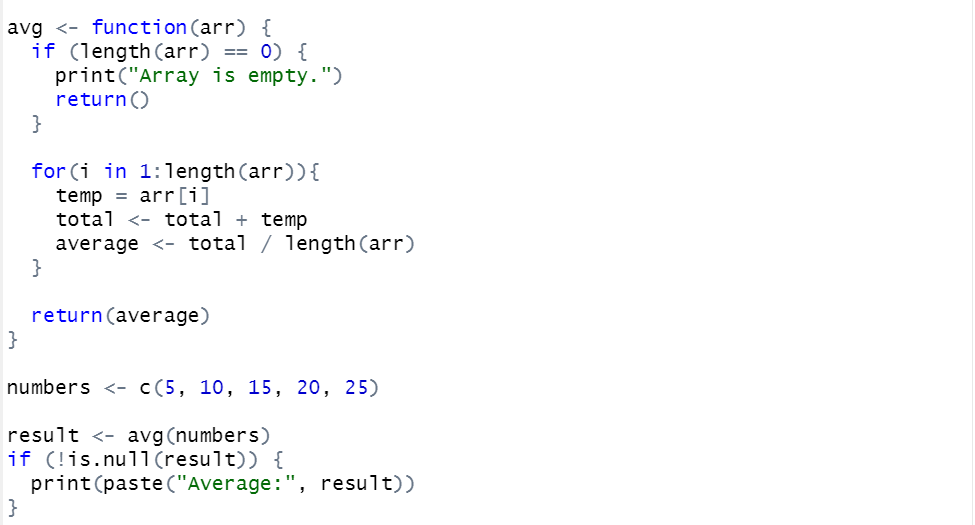 avg <- function(arr) {
  if (length(arr) == 0) {
    print("Array is empty.")
    return()
  }

  for(i in 1:length(arr)){
    temp = arr[i]
    total <- total + temp
    average <- total / length(arr)
  }

  return(average)
}

numbers <- c(5, 10, 15, 20, 25)

result <- avg(numbers)
if (!is.null(result)) {
  print(paste("Average:", result))
}